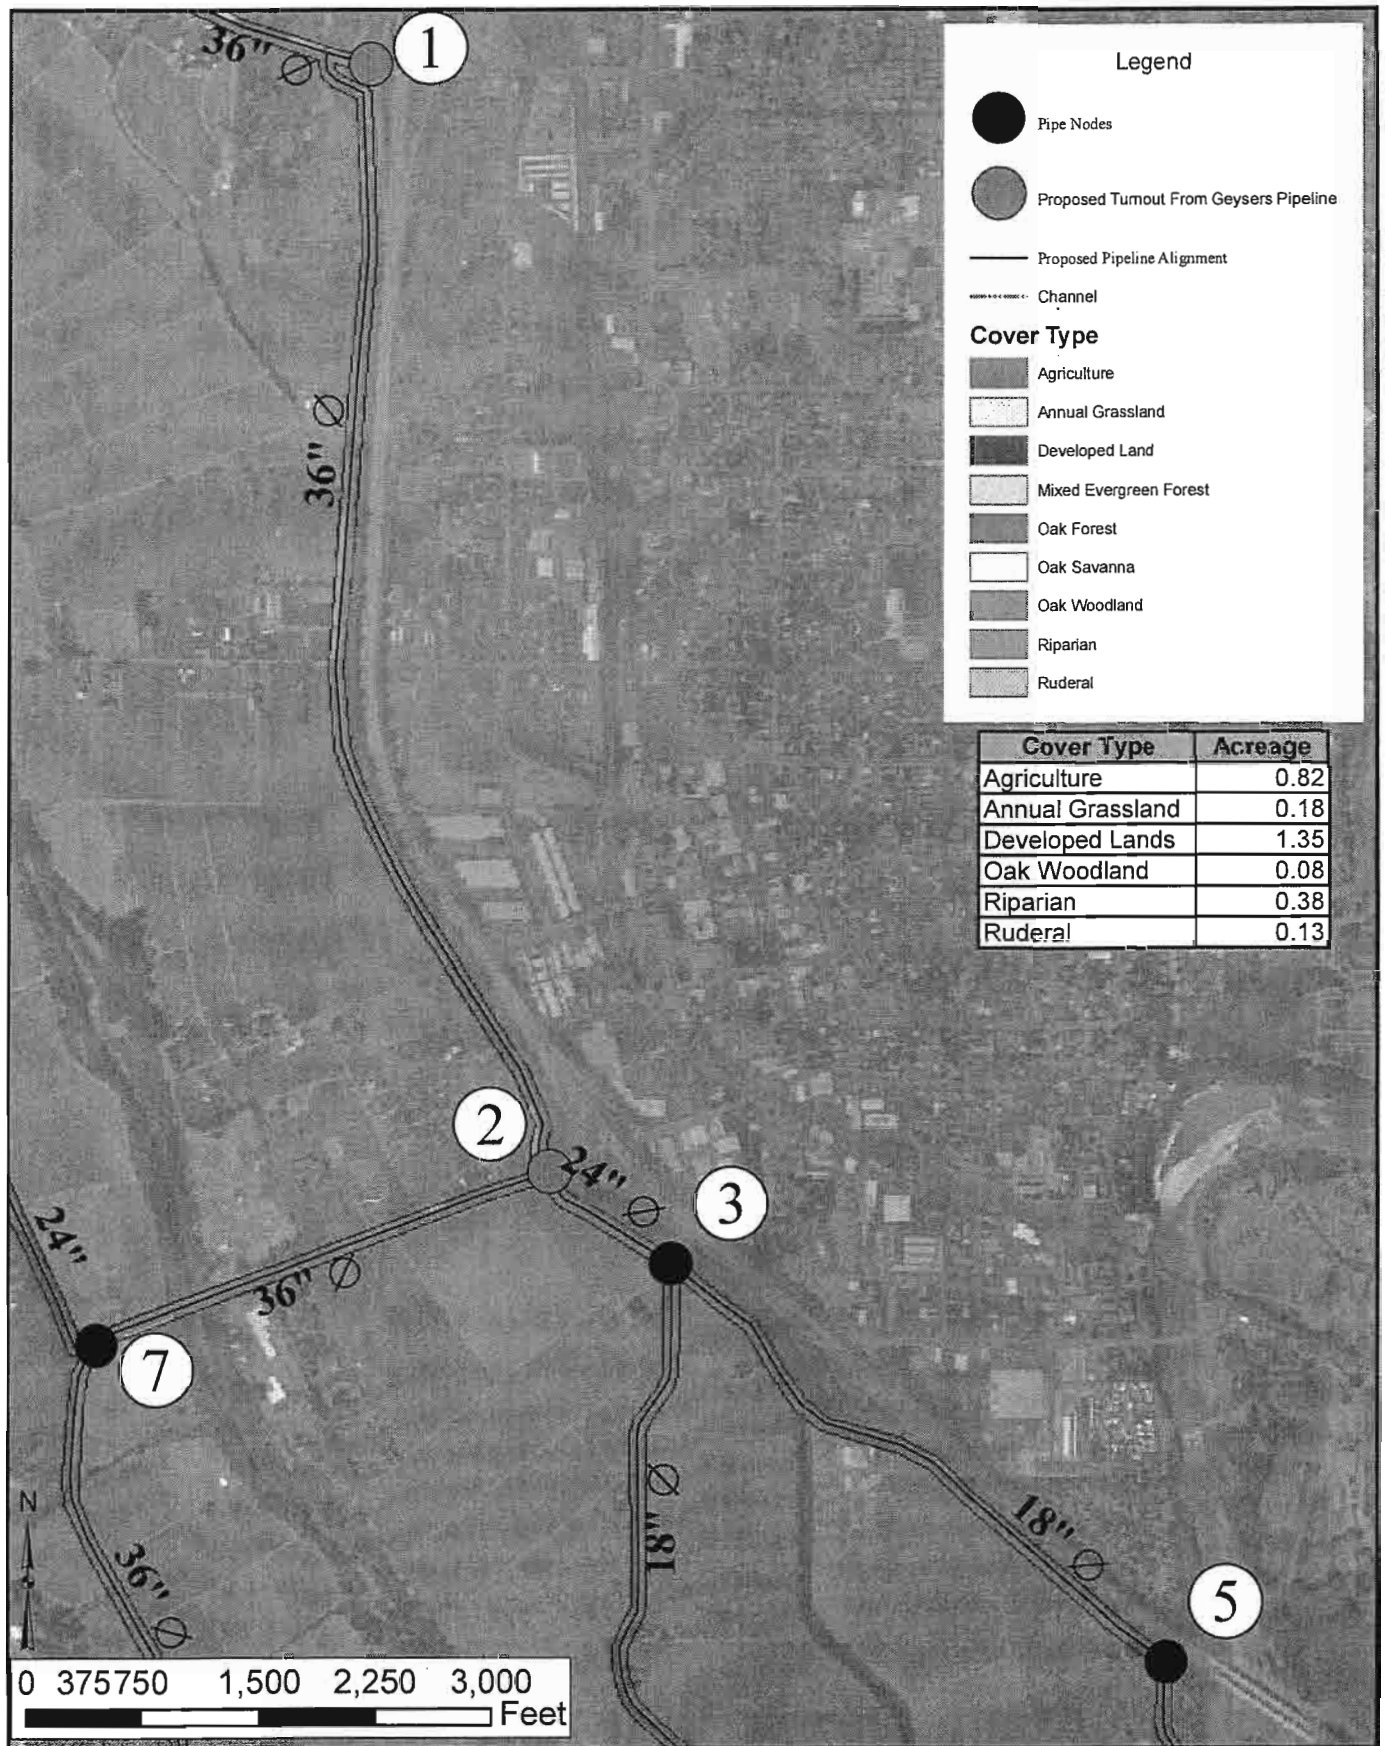 36" Ø
1
Legend
Pipe Nodes
Proposed Turnout From Geysers Pipeline
Proposed Pipeline Alignment
Channel
Cover Type
Agriculture
Annual Grassland
Developed Land
Mixed Evergreen Forest
Oak Forest
Oak Savanna
Oak Woodland
Riparian
Ruderal
36" Ø
Cover Type Acreage
Agriculture 0.82
Annual Grassland 0.18
Developed Lands 1.35
Oak Woodland 0.08
Riparian 0.38
Ruderal 0.13
2
24" Ø
3
24"
36" Ø
7
18" Ø
18" Ø
5
N
36" Ø
0 375750 1,500 2,250 3,000
Feet